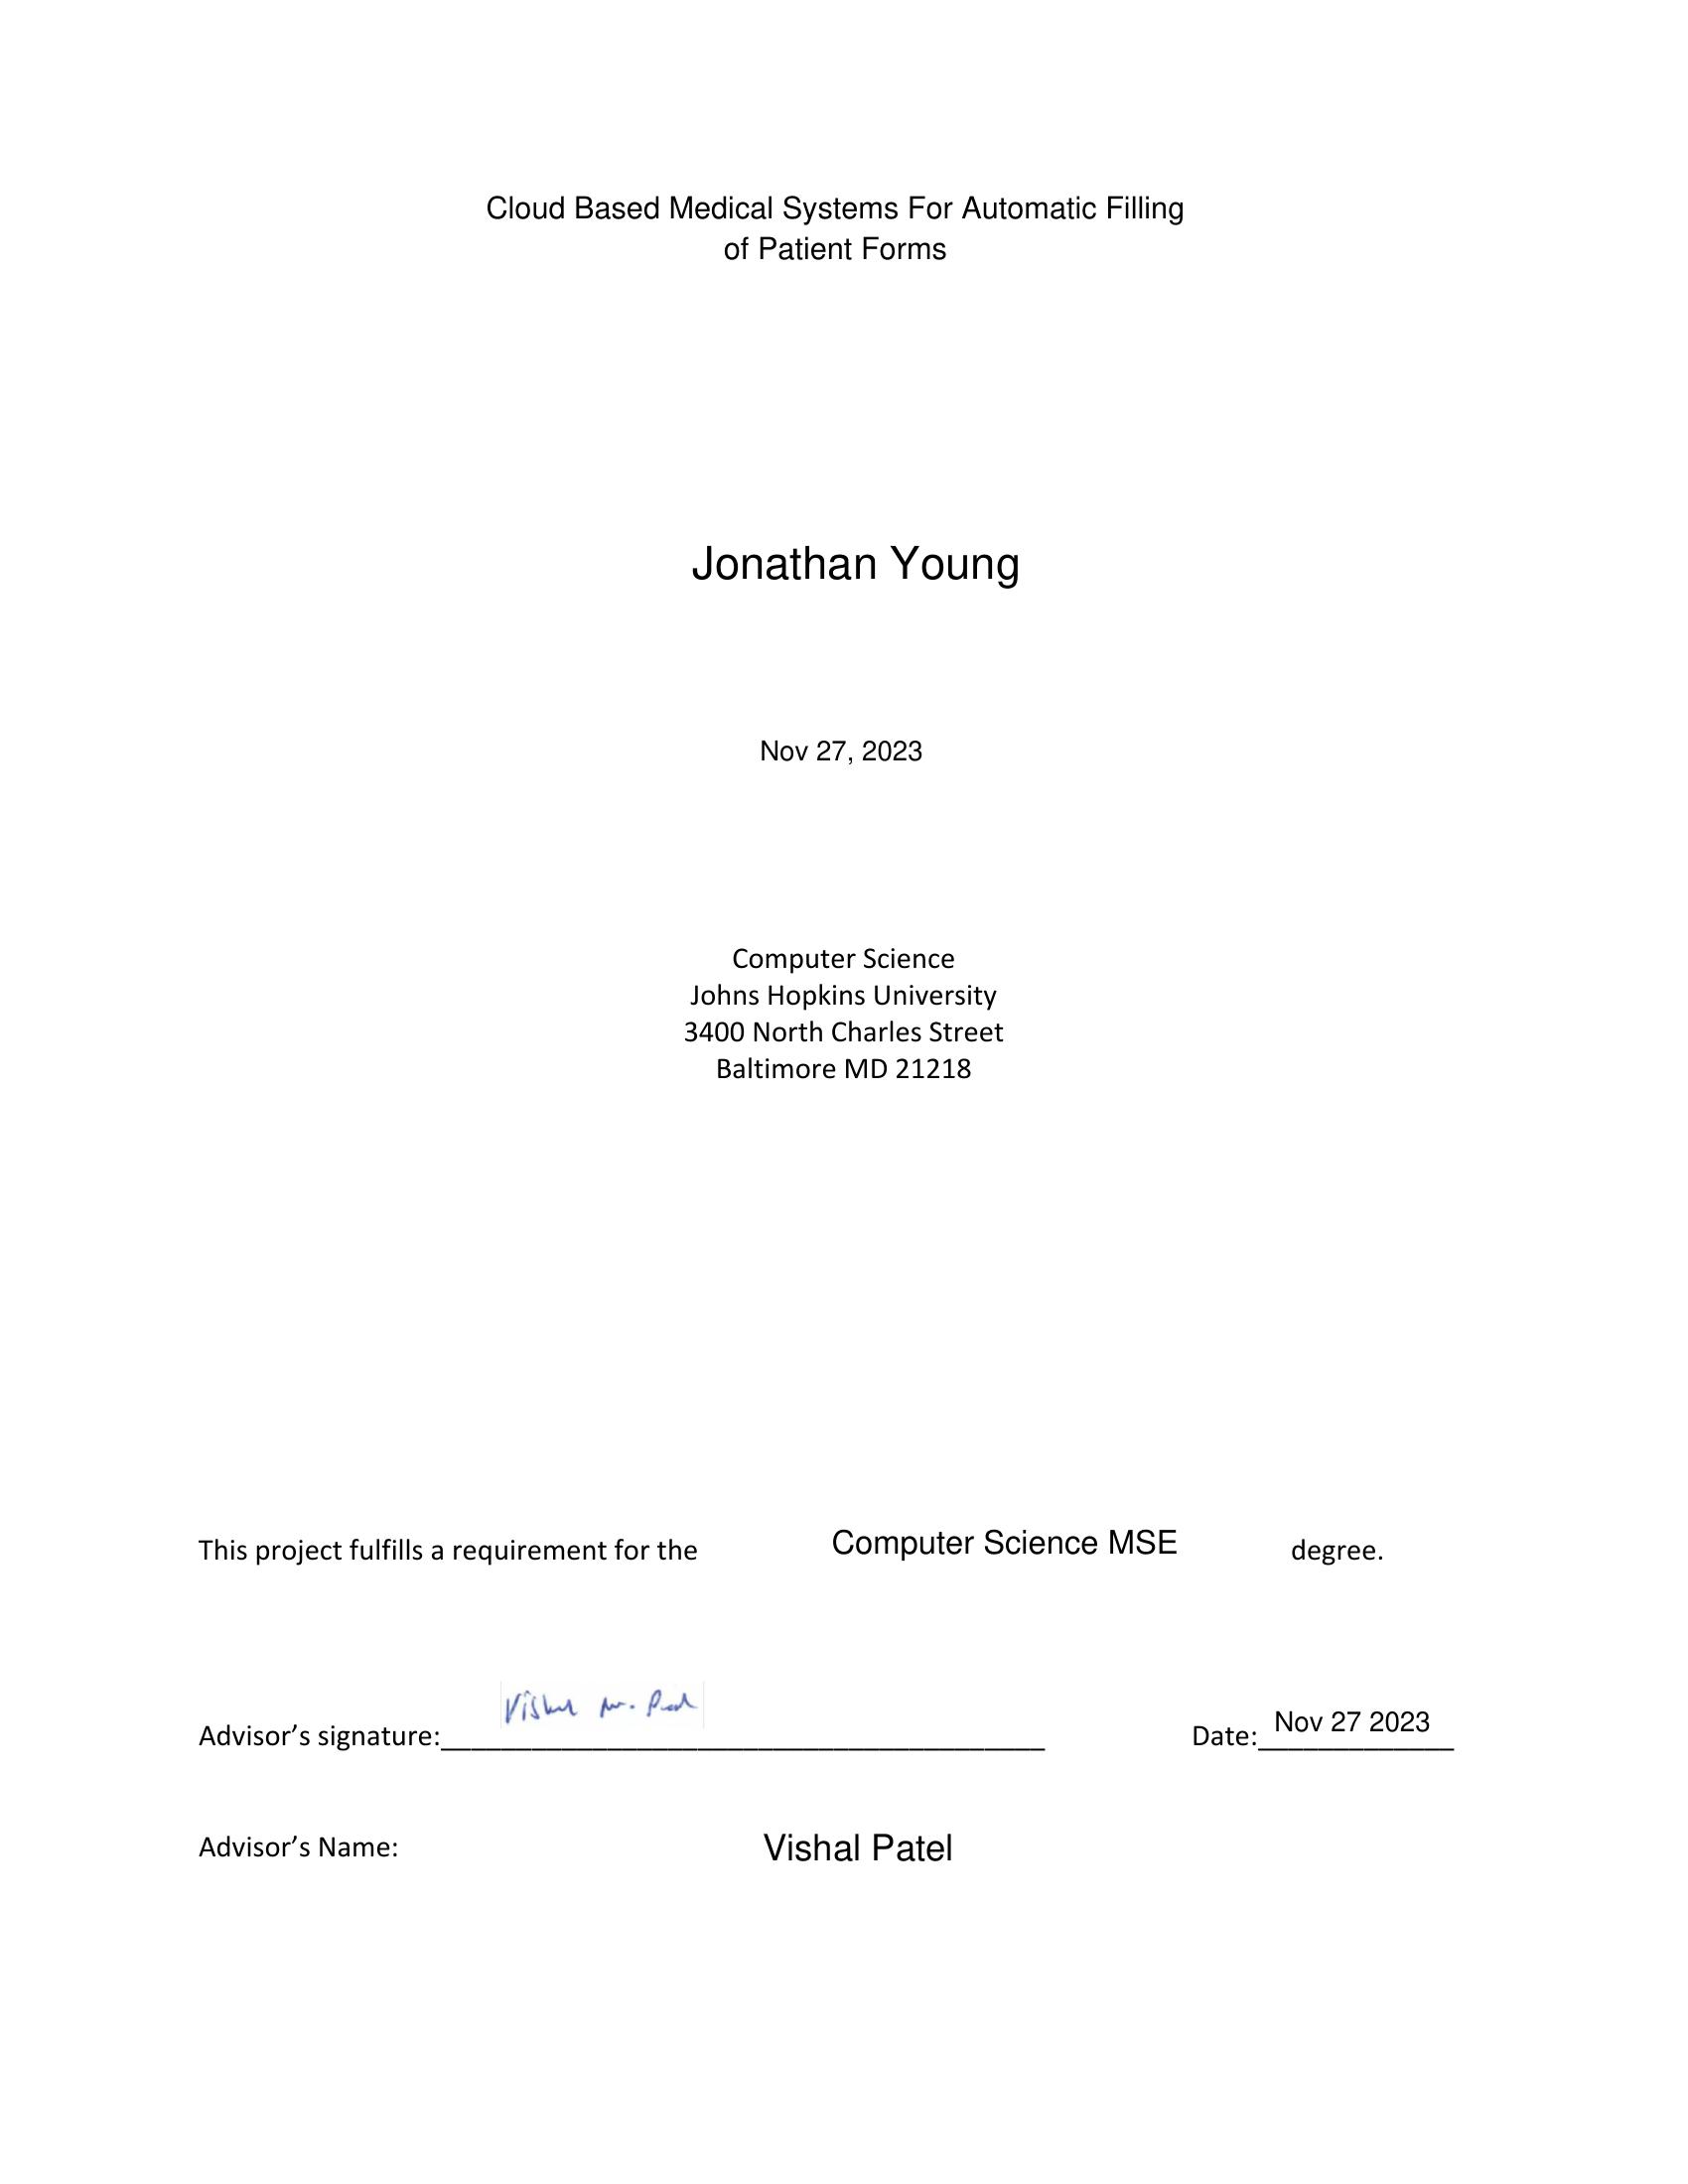 Cloud Based Medical Systems For Automatic Filling
of Patient Forms
Jonathan Young
Nov 27, 2023
Computer Science
Johns Hopkins University
3400 North Charles Street
Baltimore MD 21218
This project fulfills a requirement for the Computer Science MSE degree.
Vishal M. Patel
Advisor’s signature:________________________________________ Date:_____________ Nov 27 2023
Advisor’s Name: Vishal Patel